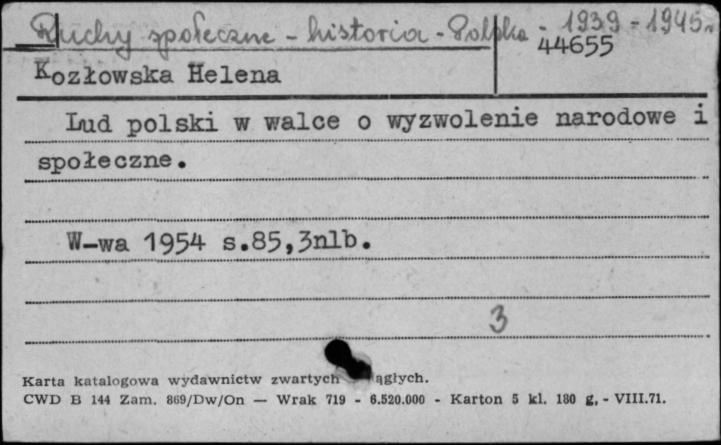 Ruchy społeczne - historia - Polska - 1939 - 1945r.
44655
Kozłowska Helena
Lud polski w walce o wyzwolenie narodowe i
społeczne.
W-wa 1954 s.85,3nlb.
3
Karta katalogowa wydawnictw zwartych ągłych.
CWD B 144 Zam. 869/Dw/On — Wrak 719 - 6.520.000 - Karton 5 kl. 180 g, - VIII.71.